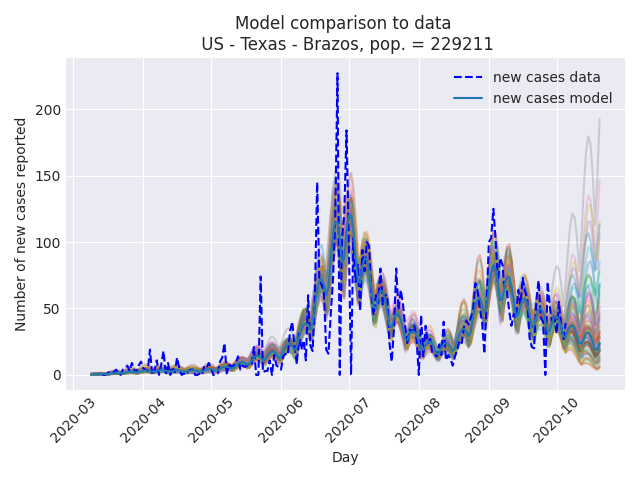 Model comparison to data
US - Texas - Brazos, pop. = 229211
new cases data
new cases model
Number of new cases reported
200
150
100
50
0
2020-03
2020-04
2020-05
2020-06
2020-07
2020-08
2020-09
2020-10
Day